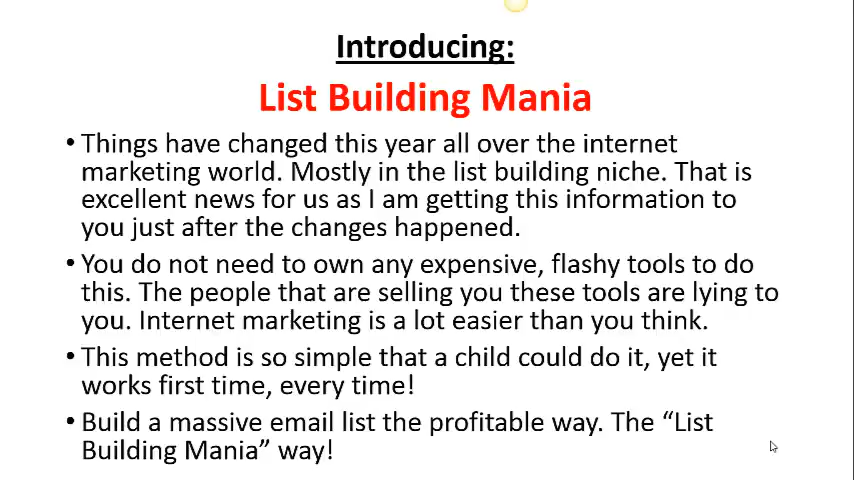 Introducing:
List Building Mania
• Things have changed this year all over the internet
marketing world. Mostly in the list building niche. That is
excellent news for us as I am getting this information to
you just after the changes happened.
• You do not need to own any expensive, flashy tools to do
this. The people that are selling you these tools are lying to
you. Internet marketing is a lot easier than you think.
• This method is so simple that a child could do it, yet it
works first time, every time!
• Build a massive email list the profitable way. The “List
Building Mania” way!